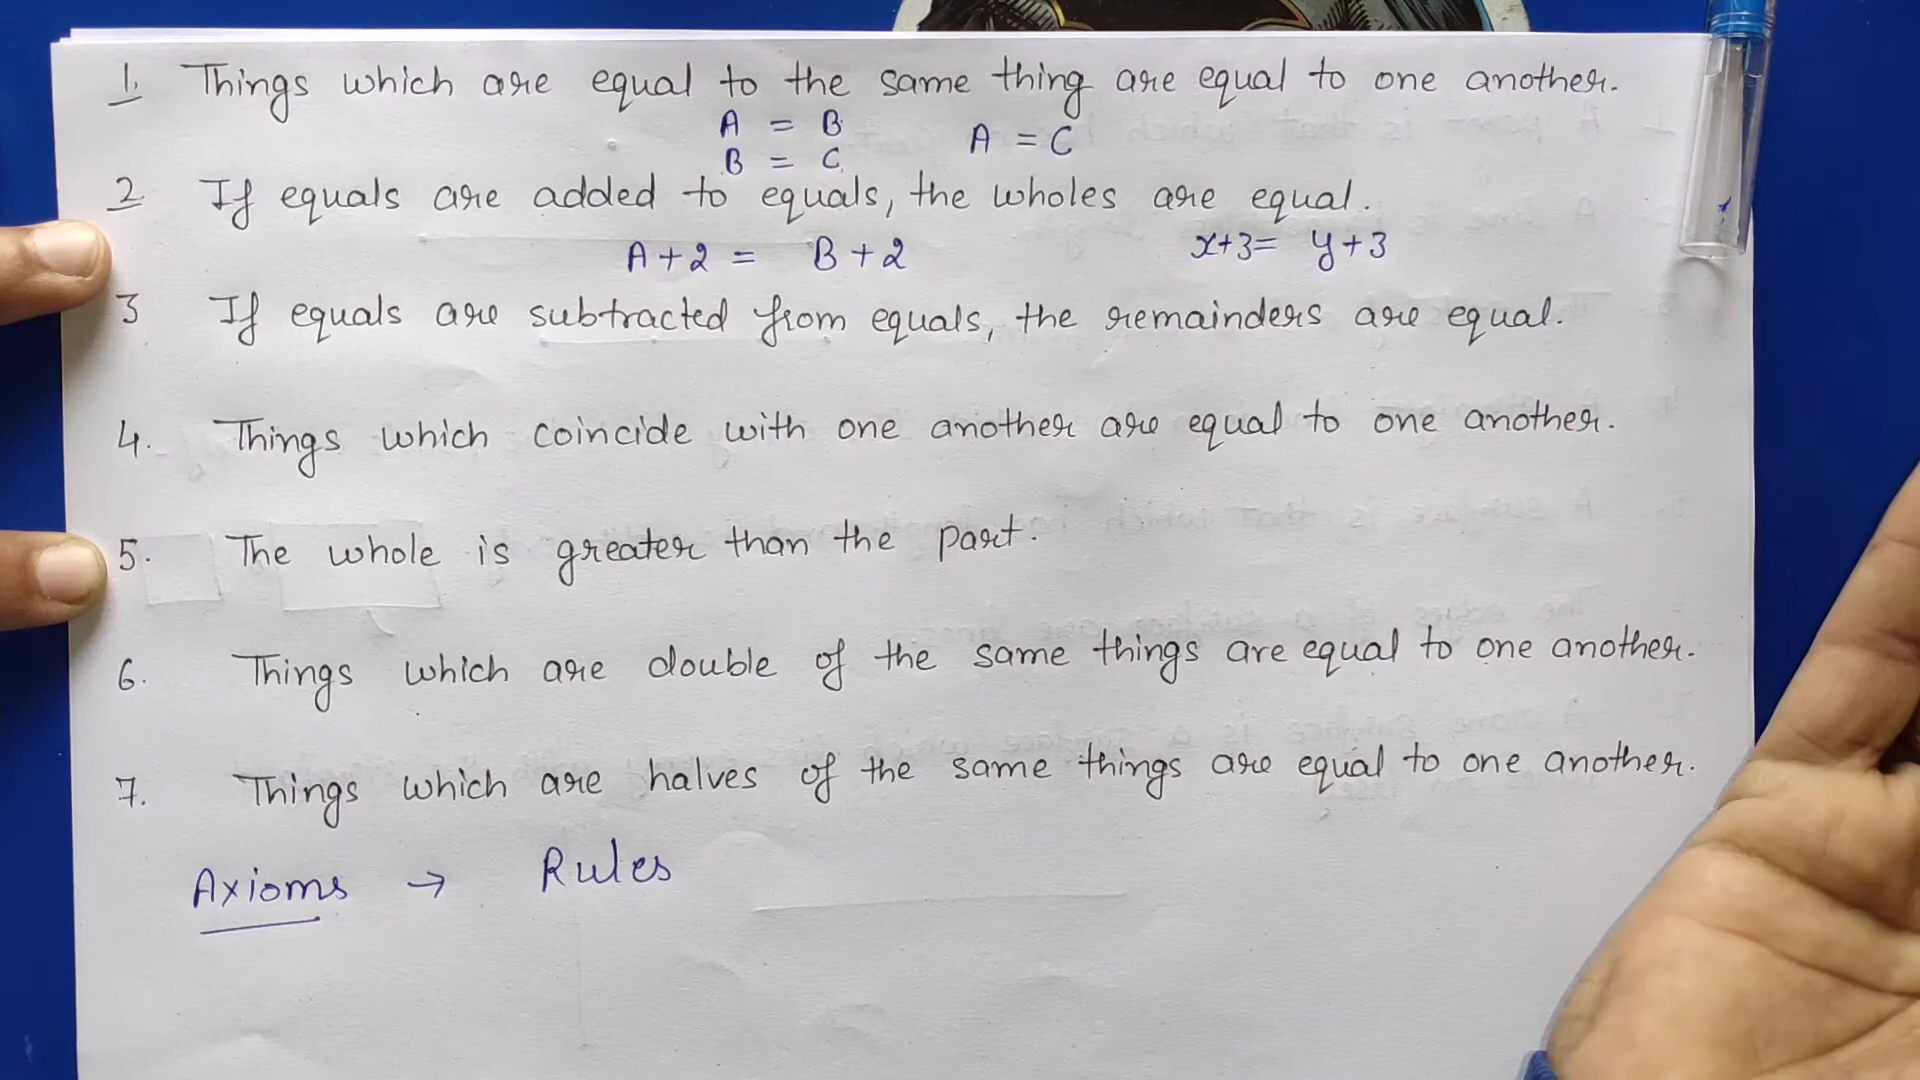 1. Things which are equal to the same thing are equal to one another.
A = B
B = C
A = C
2 If equals are added to equals, the wholes are equal.
A + 2 = B + 2
x+3 = y+3
3 If equals are subtracted from equals, the remainders are equal.
4. Things which coincide with one another are equal to one another.
5. The whole is greater than the part.
6. Things which are double of the same things are equal to one another.
7. Things which are halves of the same things are equal to one another.
Axioms → Rules